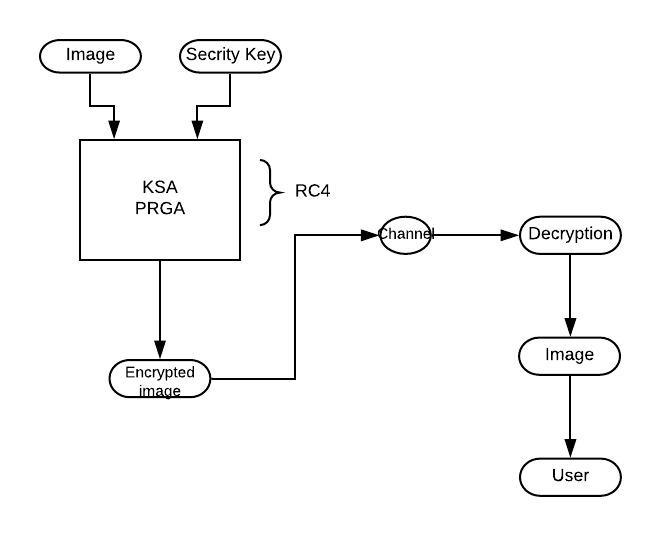 Image
Secrity Key
KSA
PRGA
RC4
Channel
Decryption
Encrypted
image
Image
User